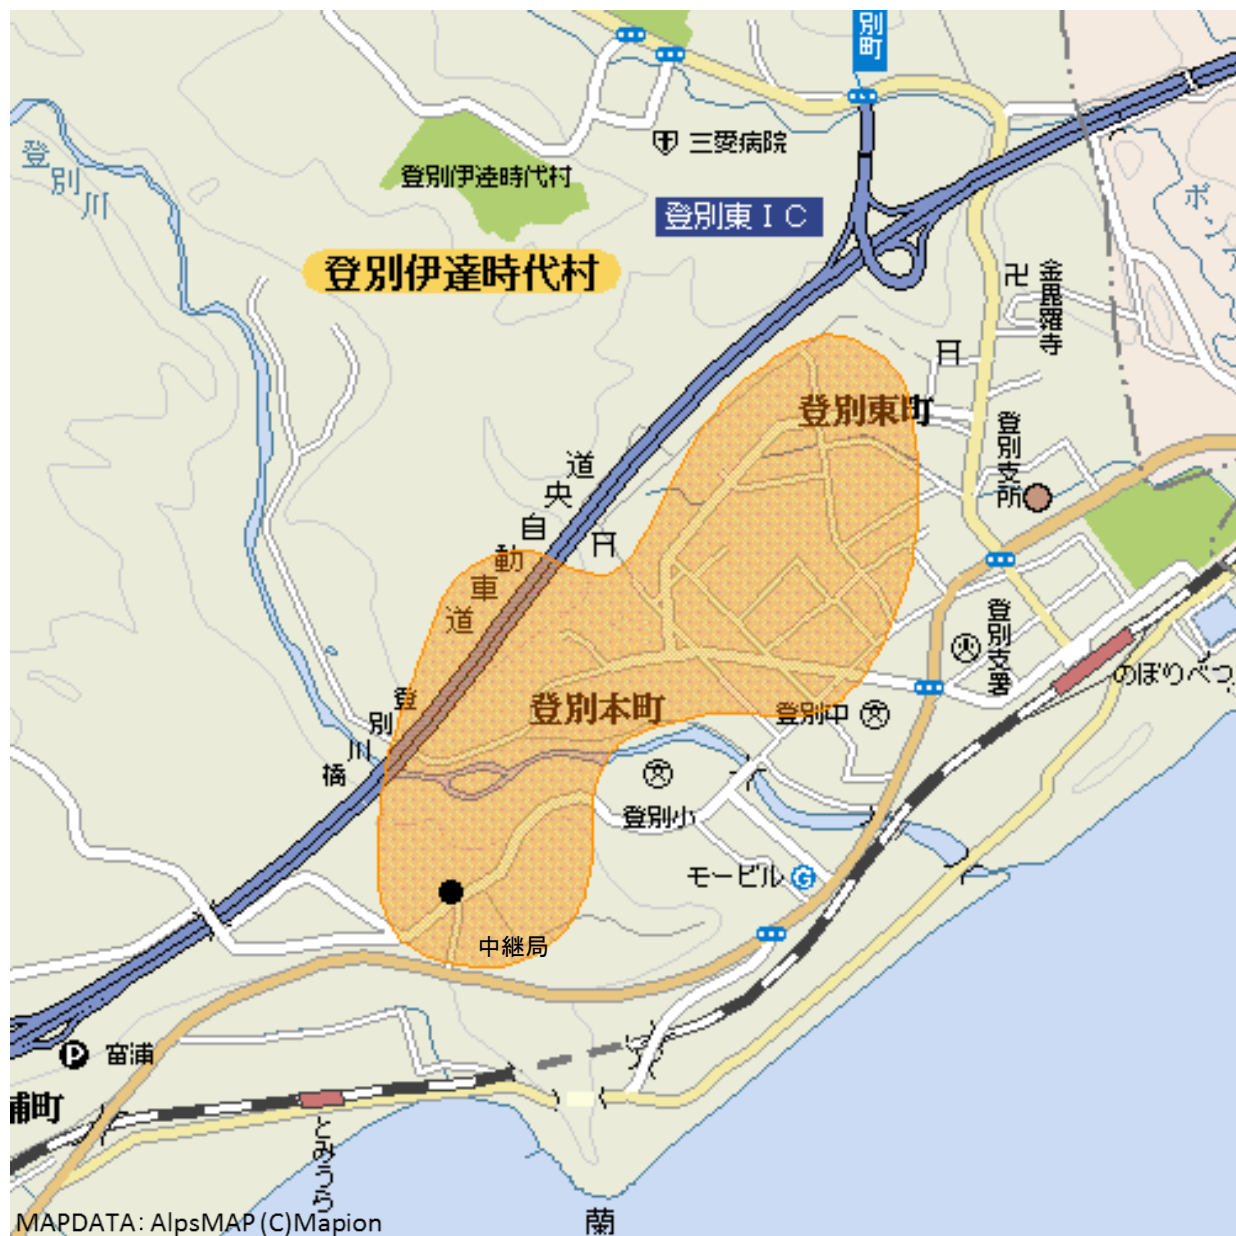 別町
三愛病院
登別川
登別伊達時代村
登別東IC
ポンア
登別伊達時代村
卍
金毘羅寺
登別東町
登別支所
道央自動車道
登別支署
のぼりべつ
登別川橋
登別本町
登別中
文
文
登別小
モービル
G
中継局
P
富浦
浦町
とみうら
MAPDATA: AlpsMAP (C)Mapion
蘭